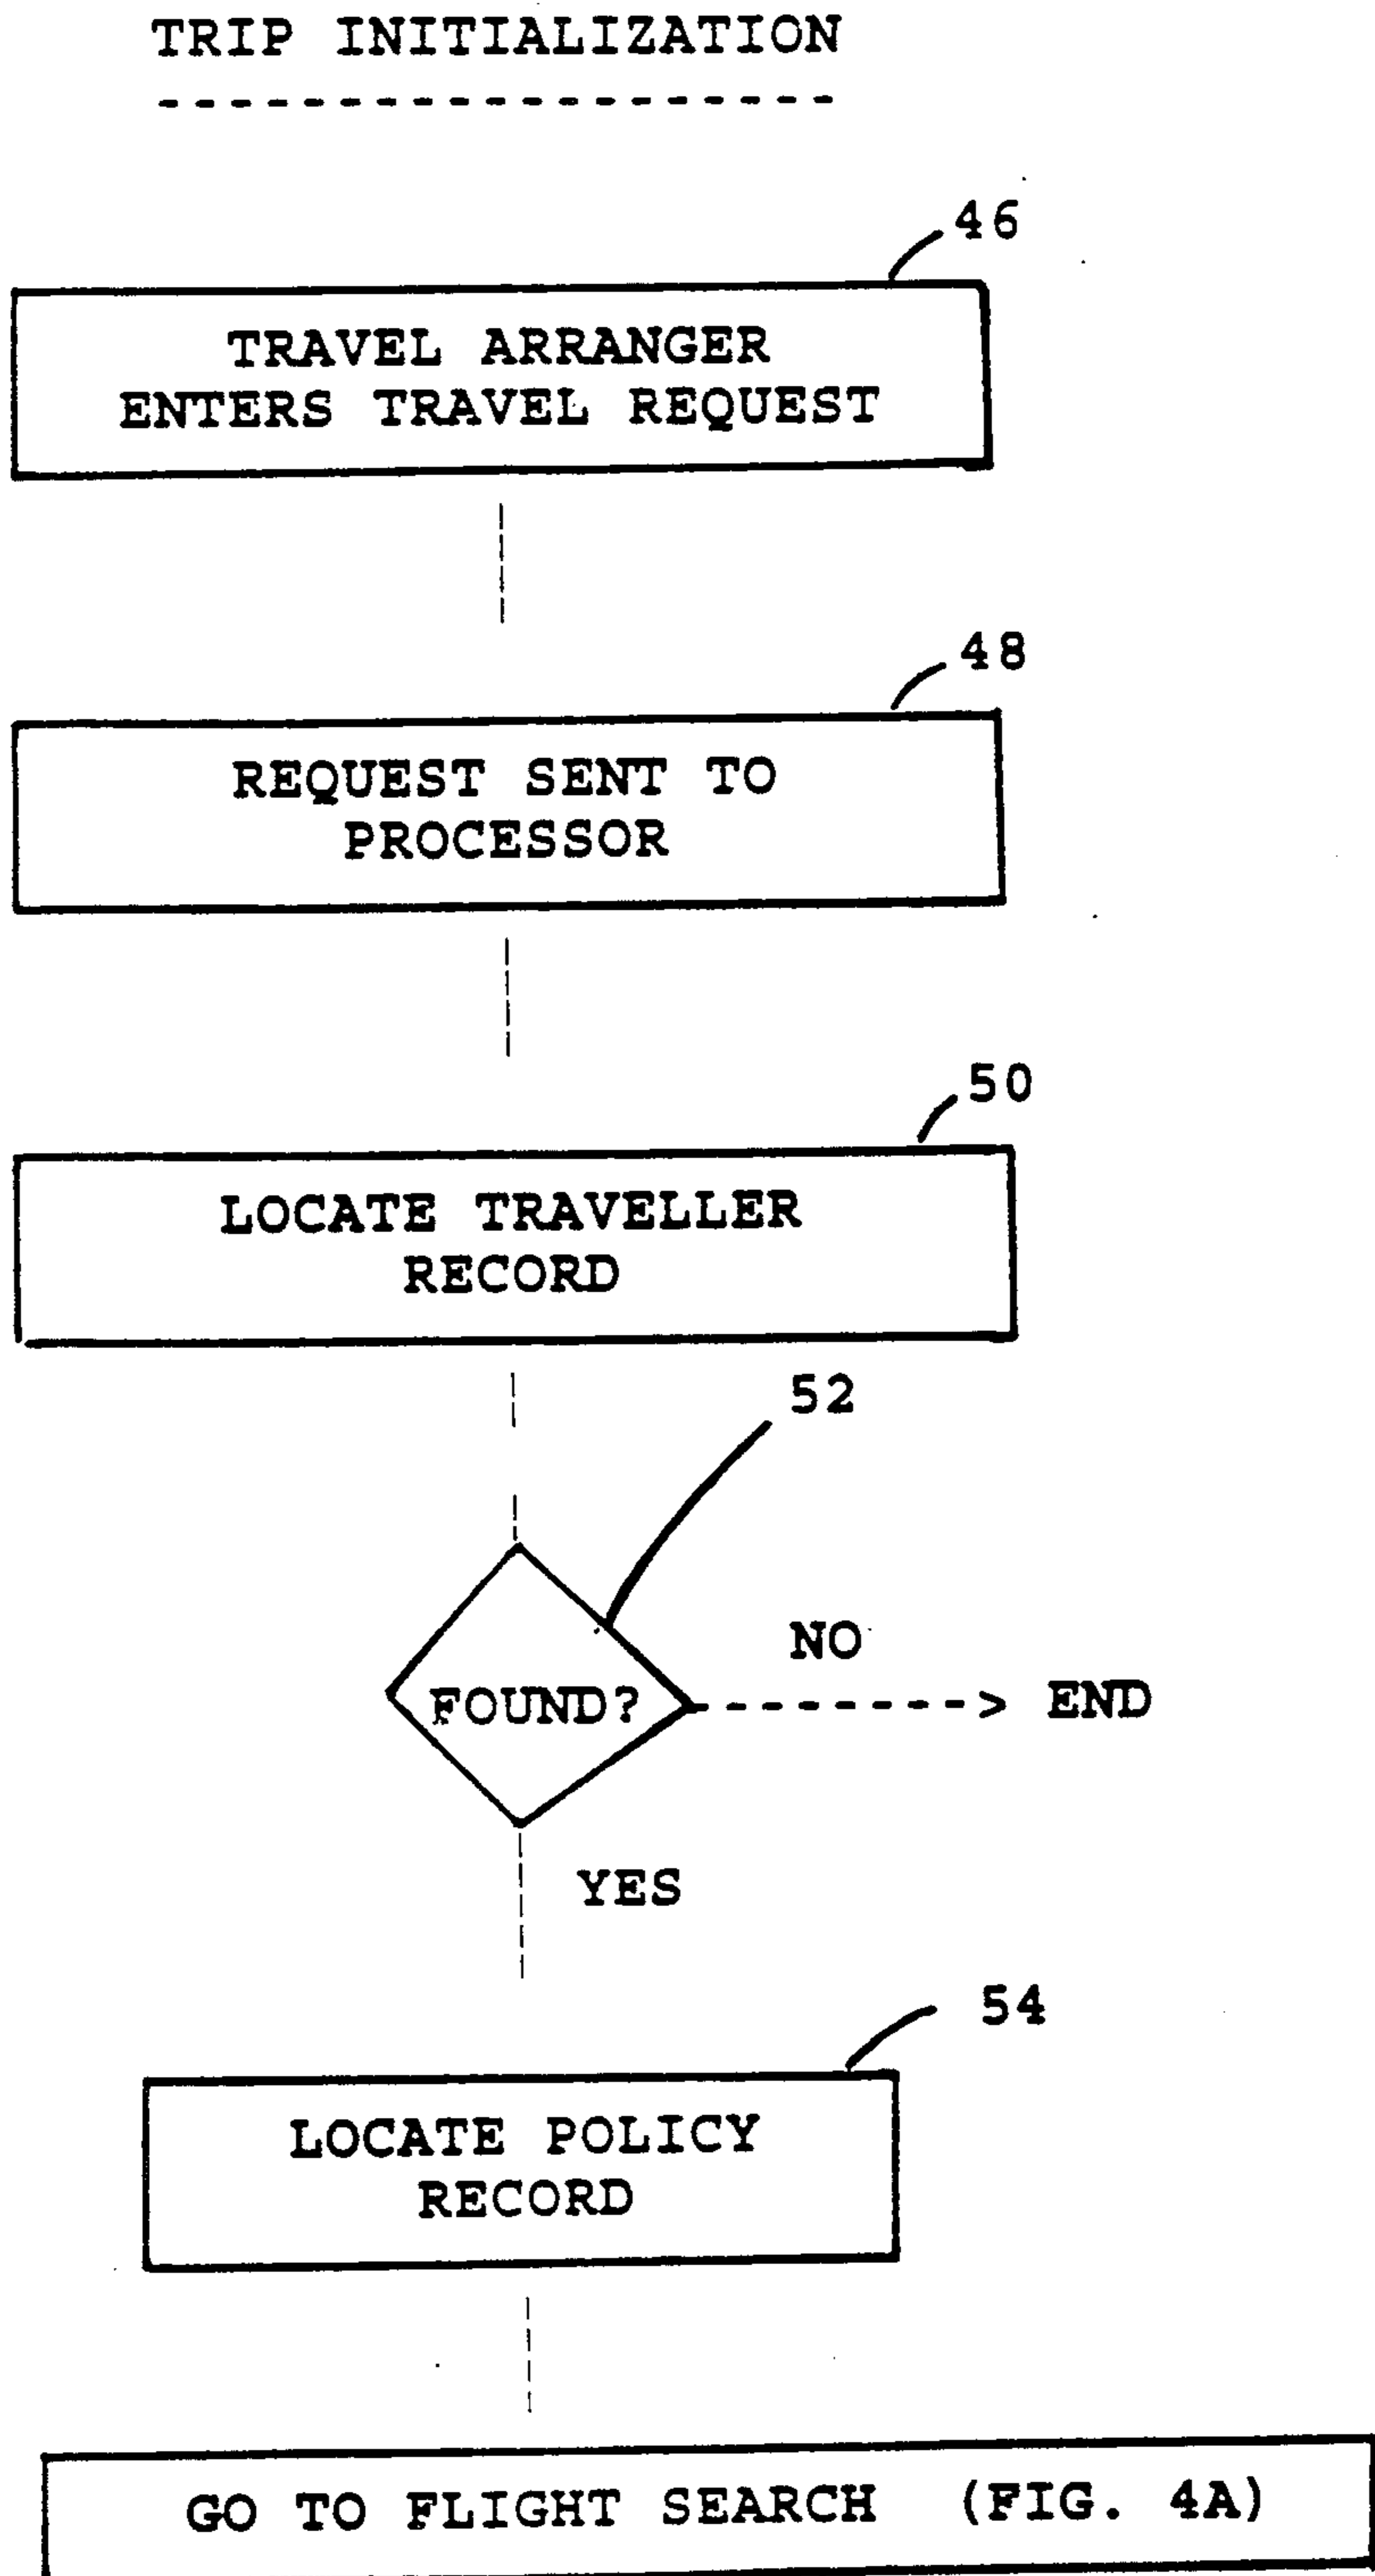 TRIP INITIALIZATION
46
TRAVEL ARRANGER
ENTERS TRAVEL REQUEST
48
REQUEST SENT TO
PROCESSOR
50
LOCATE TRAVELLER
RECORD
52
NO
FOUND?
END
YES
54
LOCATE POLICY
RECORD
GO TO FLIGHT SEARCH (FIG. 4A)